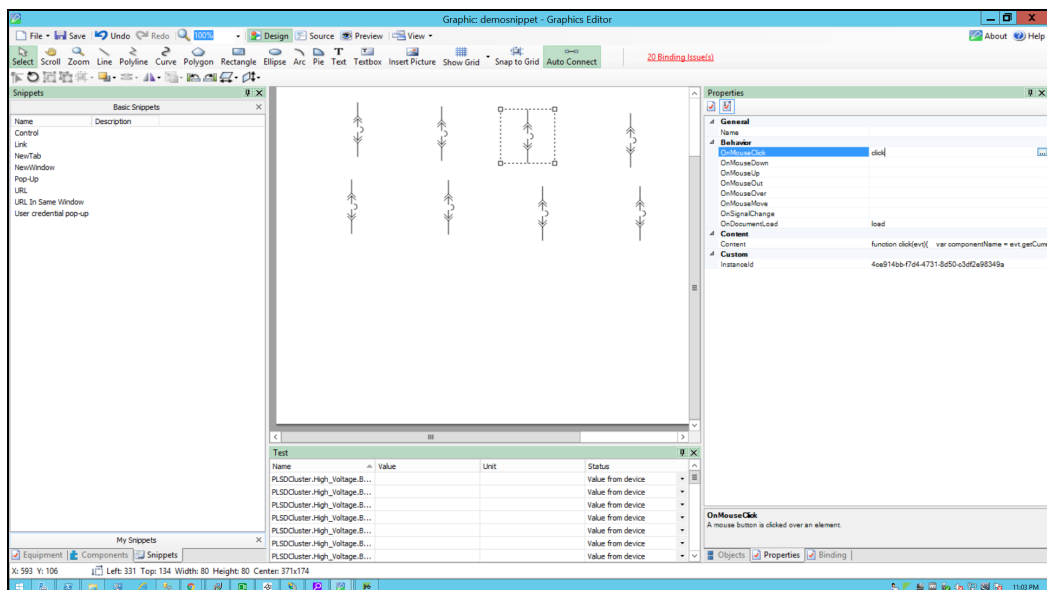 Graphic: demosnippet - Graphics Editor
File Save Undo Redo 100% Design Source Preview View About Help
Select Scroll Zoom Line Polyline Curve Polygon Rectangle Ellipse Arc Pie Text Textbox Insert Picture Show Grid Snap to Grid Auto Connect 20 Binding Issue(s)
Snippets
Basic Snippets
Name Description
Control
Link
NewTab
NewWindow
Pop-Up
URL
URL In Same Window
User credential pop-up
My Snippets
Equipment Components Snippets
Test
Name Value Unit Status
PLSDCluster.High_Voltage.B... Value from device
PLSDCluster.High_Voltage.B... Value from device
PLSDCluster.High_Voltage.B... Value from device
PLSDCluster.High_Voltage.B... Value from device
PLSDCluster.High_Voltage.B... Value from device
PLSDCluster.High_Voltage.B... Value from device
PLSDCluster.High_Voltage.B... Value from device
Properties
General
Name
Behavior
OnMouseClick click
OnMouseDown
OnMouseUp
OnMouseOut
OnMouseOver
OnMouseMove
OnSignalChange
OnDocumentLoad load
Content
Content function click(evt){ var componentName = evt.getCurre
Custom
InstanceId 4ce914bb-f7d4-4731-8d50-c3df2e98349a
OnMouseClick
A mouse button is clicked over an element.
Objects Properties Binding
X: 593 Y: 106 Left: 331 Top: 134 Width: 80 Height: 80 Center: 371x174
11:03 PM